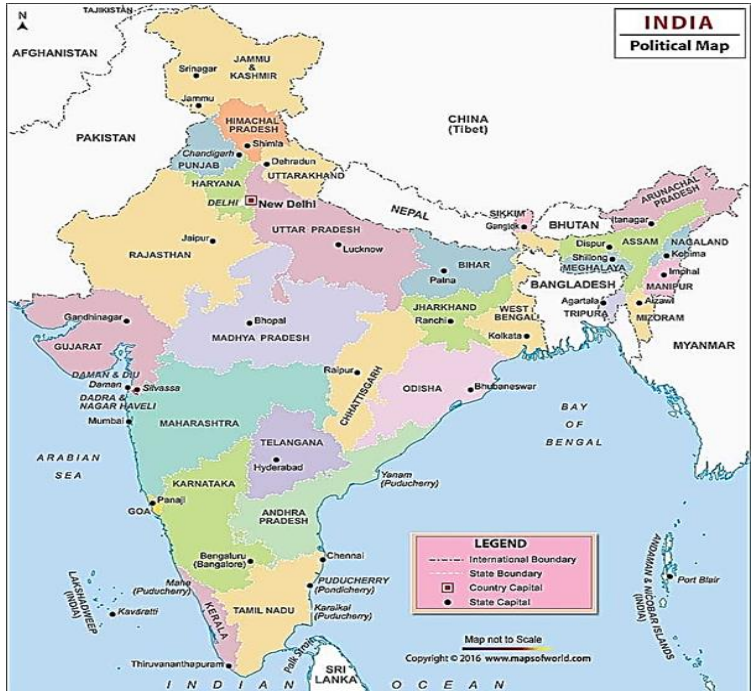 TAJIKISTAN
N
INDIA
Political Map
AFGHANISTAN
JAMMU
&
KASHMIR
Srinagar
Jammu
CHINA
(Tibet)
PAKISTAN
HIMACHAL
PRADESH
Shimla
Chandigarh
PUNJAB
Dehradun
UTTARAKHAND
HARYANA
DELHI
New Delhi
ARUNACHAL
PRADESH
NEPAL
SIKKIM
Gangtok
BHUTAN
Itanagar
UTTAR PRADESH
Jaipur
RAJASTHAN
Lucknow
Dispur
ASSAM
NAGALAND
Kohima
Shillong
MEGHALAYA
BIHAR
Patna
Imphal
MANIPUR
BANGLADESH
Agartala
TRIPURA
Aizawl
MIZORAM
JHARKHAND
Ranchi
WEST
BENGAL
Kolkata
MYANMAR
Gandhinagar
GUJARAT
Bhopal
MADHYA PRADESH
DAMAN & DIU
Daman
Silvassa
DADRA &
NAGAR HAVELI
Raipur
CHHATTISGARH
ODISHA
Bhubaneswar
Mumbai
MAHARASHTRA
BAY
OF
BENGAL
TELANGANA
Hyderabad
ARABIAN
SEA
Yanam
(Puducherry)
KARNATAKA
Panaji
GOA
ANDHRA
PRADESH
LEGEND
International Boundary
State Boundary
Country Capital
State Capital
Bengaluru
(Bangalore)
Chennai
Mahe
(Puducherry)
PUDUCHERRY
(Pondicherry)
Karaikal
(Puducherry)
ANDAMAN & NICOBAR ISLANDS
(INDIA)
Port Blair
LAKSHADWEEP
(INDIA)
Kavaratti
KERALA
TAMIL NADU
Map not to Scale
Copyright © 2016 www.mapsofworld.com
Palk Strait
Thiruvananthapuram
SRI
LANKA
INDIAN OCEAN